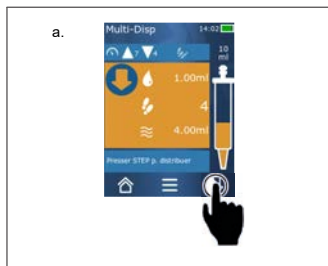 a.
Multi-Disp 14:02
7 4 10 ml
1.00ml
4
4.00ml
Presser STEP p. distribuer